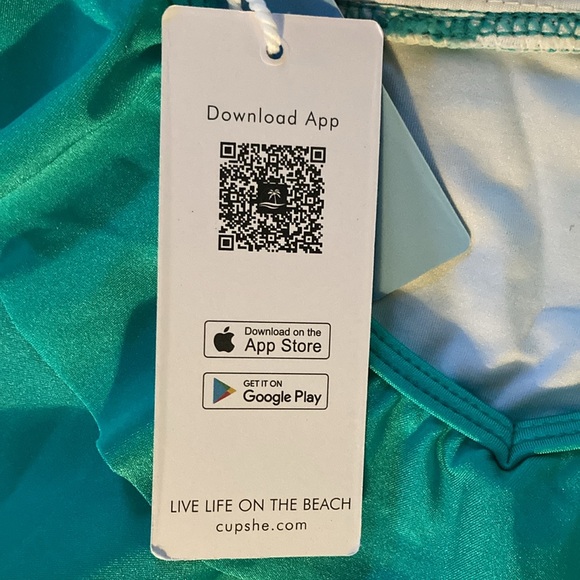 Download App
Download on the
App Store
GET IT ON
Google Play
LIVE LIFE ON THE BEACH
cupshe.com